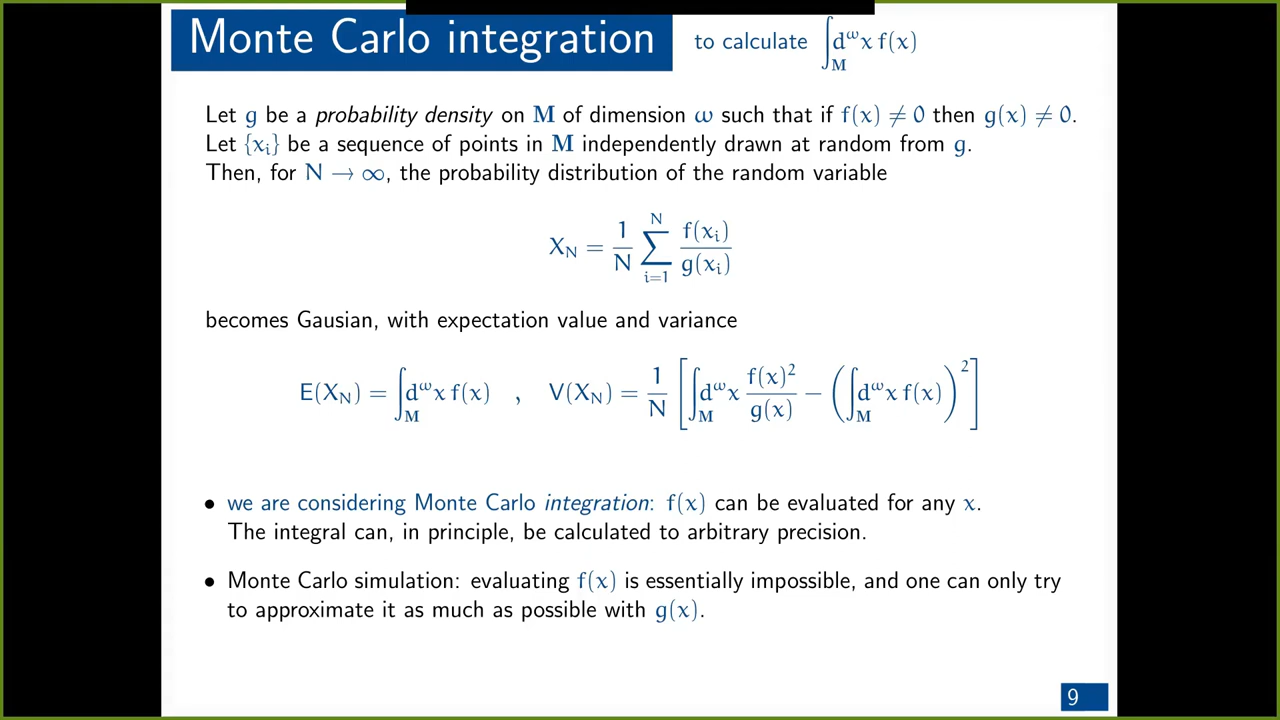 Monte Carlo integration to calculate ∫_M d^ω x f(x)
Let g be a probability density on M of dimension ω such that if f(x) ≠ 0 then g(x) ≠ 0.
Let {x_i} be a sequence of points in M independently drawn at random from g.
Then, for N → ∞, the probability distribution of the random variable
X_N = 1/N ∑_{i=1}^{N} f(x_i)/g(x_i)
becomes Gausian, with expectation value and variance
E(X_N) = ∫_M d^ω x f(x) , V(X_N) = 1/N [ ∫_M d^ω x f(x)²/g(x) − ( ∫_M d^ω x f(x) )² ]
• we are considering Monte Carlo integration: f(x) can be evaluated for any x.
The integral can, in principle, be calculated to arbitrary precision.
• Monte Carlo simulation: evaluating f(x) is essentially impossible, and one can only try
to approximate it as much as possible with g(x).
9